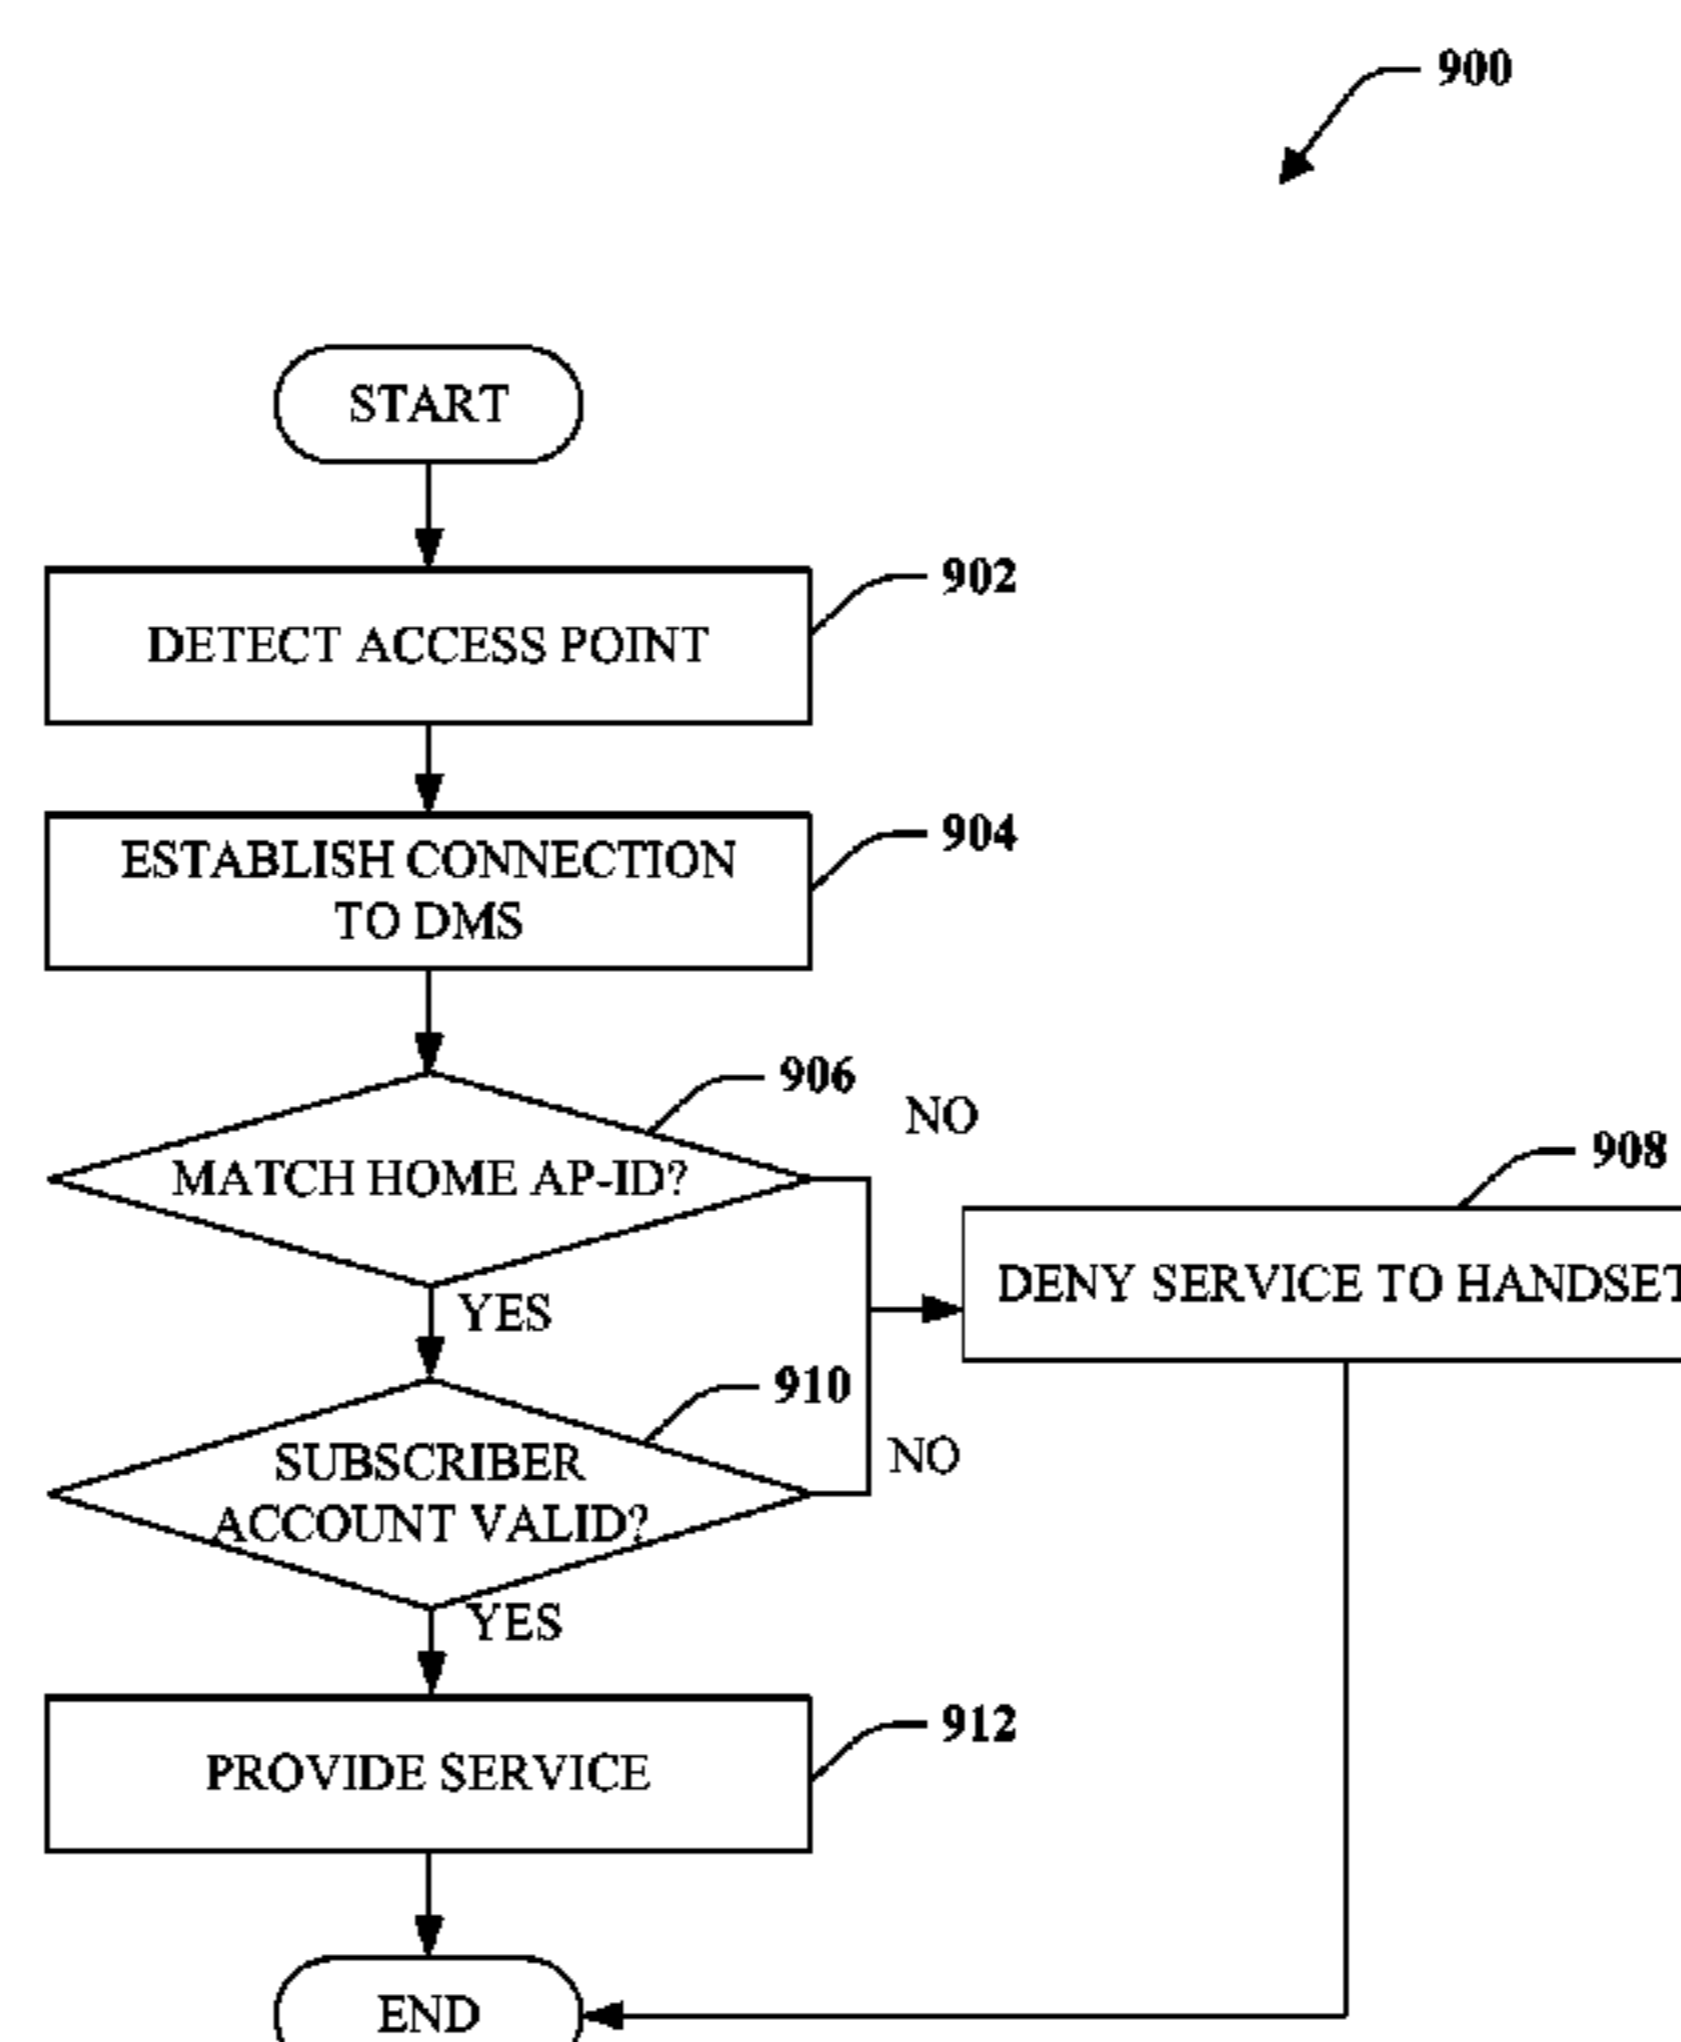 900
START
902
DETECT ACCESS POINT
904
ESTABLISH CONNECTION
TO DMS
906
NO
MATCH HOME AP-ID?
908
DENY SERVICE TO HANDSET
YES
910
SUBSCRIBER
ACCOUNT VALID?
NO
YES
912
PROVIDE SERVICE
END